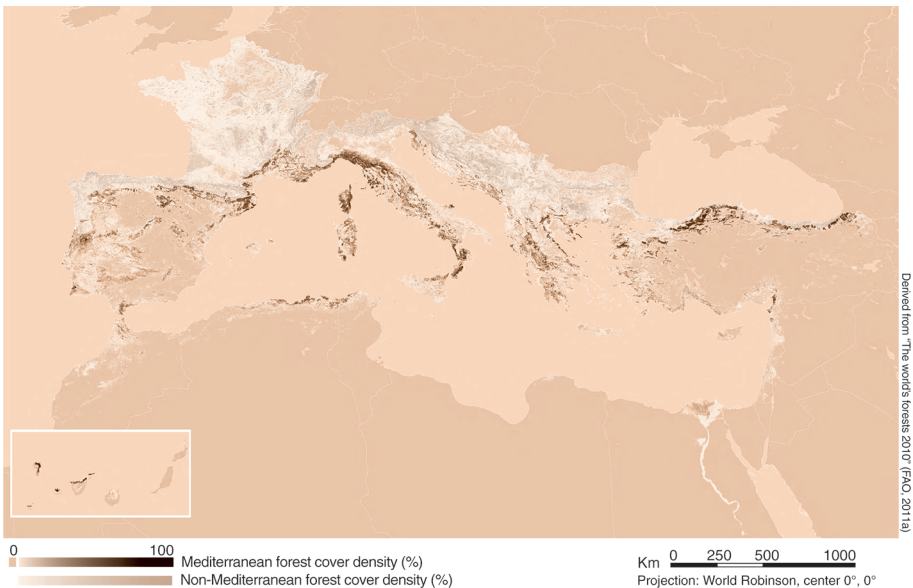 Derived from "The world's forests 2010" (FAO, 2011a)
0 100
Mediterranean forest cover density (%)
Non-Mediterranean forest cover density (%)
Km 0 250 500 1000
Projection: World Robinson, center 0°, 0°